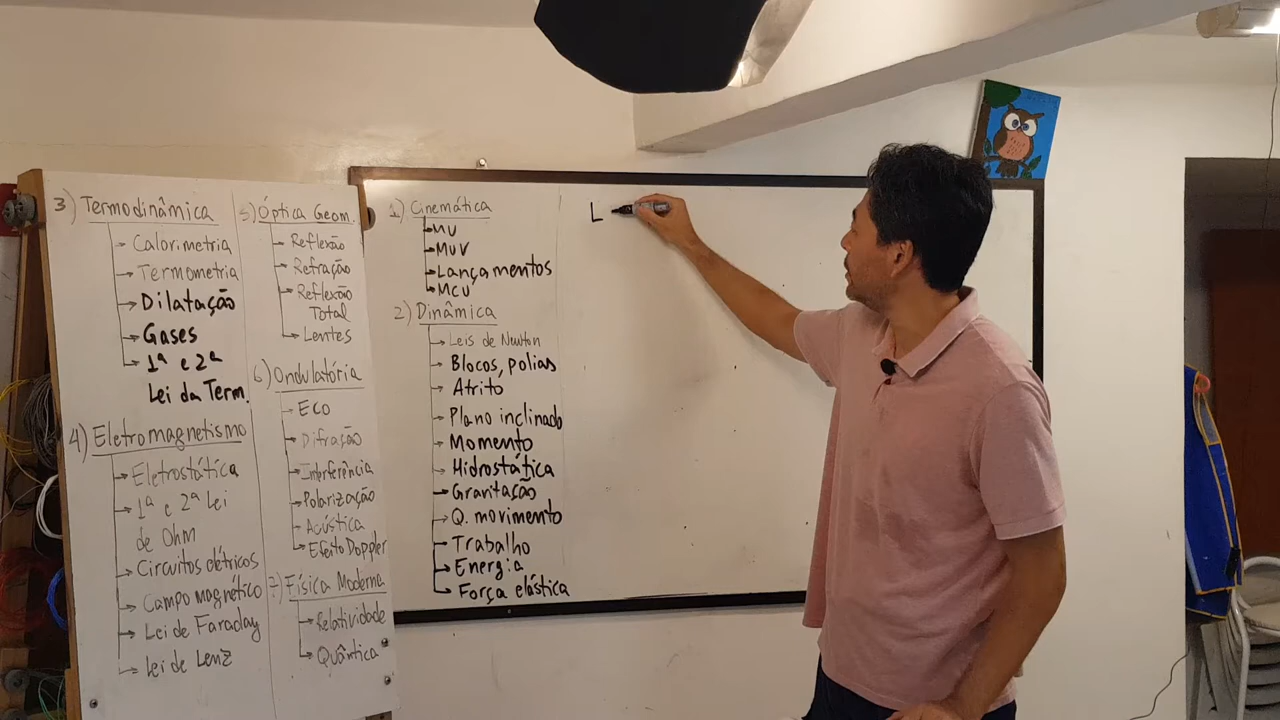 3) Termodinâmica
Calorimetria
Termometria
Dilatação
Gases
1ª e 2ª
Lei da Term.
4) Eletromagnetismo
Eletrostática
1ª e 2ª Lei
de Ohm
Circuitos elétricos
Campo magnético
Lei de Faraday
Lei de Lenz
5) Óptica Geom.
Reflexão
Refração
Reflexão
Total
Lentes
6) Ondulatória
Eco
Difração
Interferência
Polarização
Acústica
Efeito Doppler
7) Física Moderna
Relatividade
Quântica
1) Cinemática
MU
MUV
Lançamentos
MCU
2) Dinâmica
Leis de Newton
Blocos, polias
Atrito
Plano inclinado
Momento
Hidrostática
Gravitação
Q. movimento
Trabalho
Energia
Força elástica
L